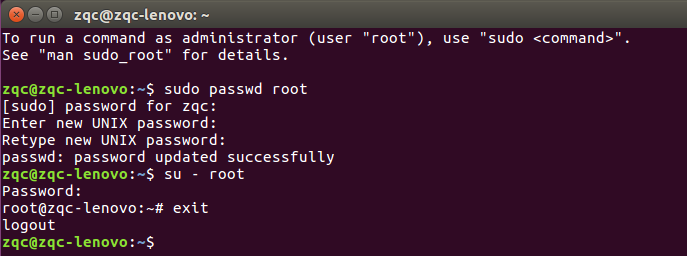 zqc@zqc-lenovo: ~
To run a command as administrator (user "root"), use "sudo <command>".
See "man sudo_root" for details.
zqc@zqc-lenovo:~$ sudo passwd root
[sudo] password for zqc:
Enter new UNIX password:
Retype new UNIX password:
passwd: password updated successfully
zqc@zqc-lenovo:~$ su - root
Password:
root@zqc-lenovo:~# exit
logout
zqc@zqc-lenovo:~$